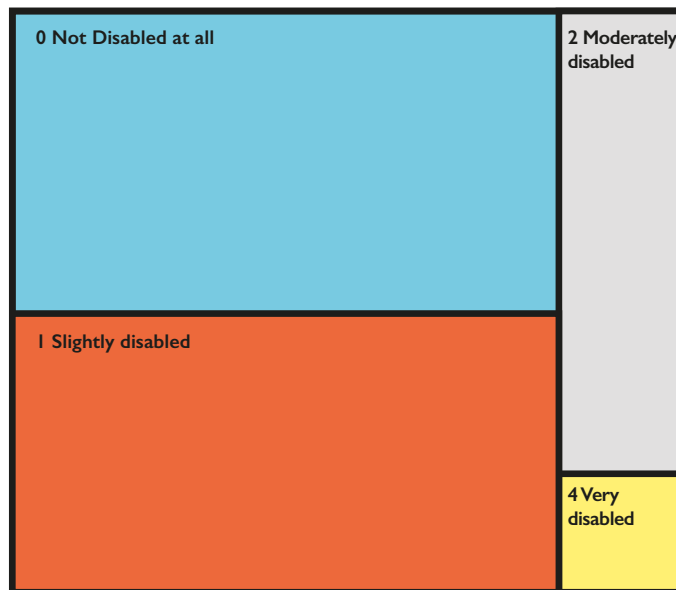 0 Not Disabled at all
2 Moderately
disabled
1 Slightly disabled
4 Very
disabled